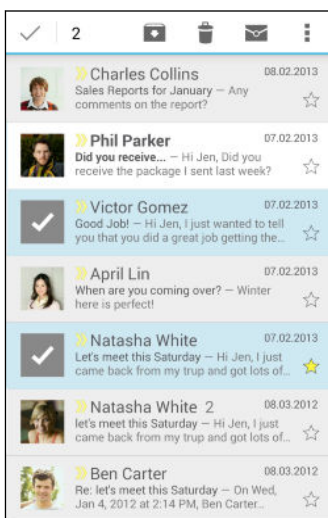 2
Charles Collins 08.02.2013
Sales Reports for January — Any
comments on the report?
Phil Parker 07.02.2013
Did you receive... — Hi Jen, Did you
receive the package I sent last week?
Victor Gomez 07.02.2013
Good Job! — Hi Jen, I just wanted to tell
you that you did a great job getting the...
April Lin 07.02.2013
When are you coming over? — Winter
here is perfect!
Natasha White 07.02.2013
Let's meet this Saturday — Hi Jen, I just
came back from my trup and got lots of...
Natasha White 2 08.03.2012
let's meet this Saturday — Hi Jen, I just
came back from my trup and got lots of...
Ben Carter 08.03.2012
Re: let's meet this Saturday — On Wed,
Jan 4, 2012 at 2:14 PM, Ben Carter...